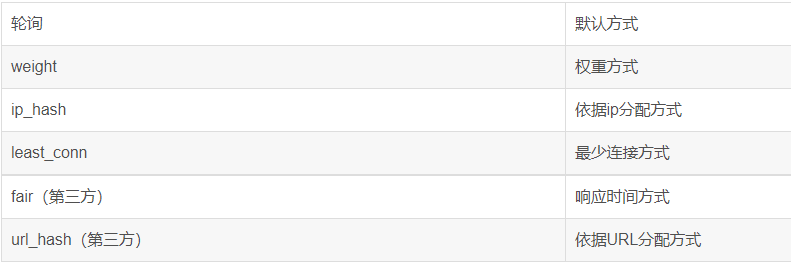 轮询 默认方式
weight 权重方式
ip_hash 依据ip分配方式
least_conn 最少连接方式
fair（第三方） 响应时间方式
url_hash（第三方） 依据URL分配方式